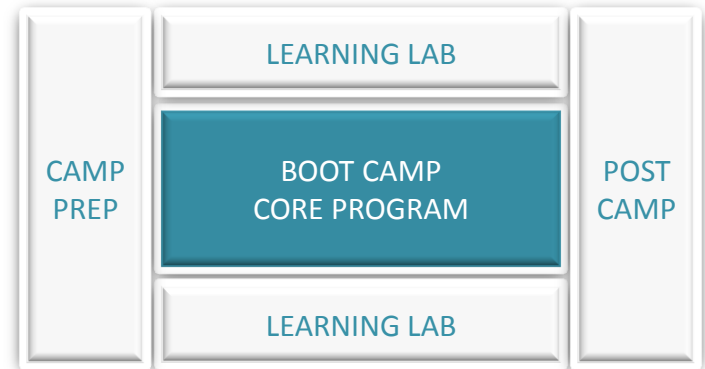 LEARNING LAB
CAMP
PREP
BOOT CAMP
CORE PROGRAM
POST
CAMP
LEARNING LAB